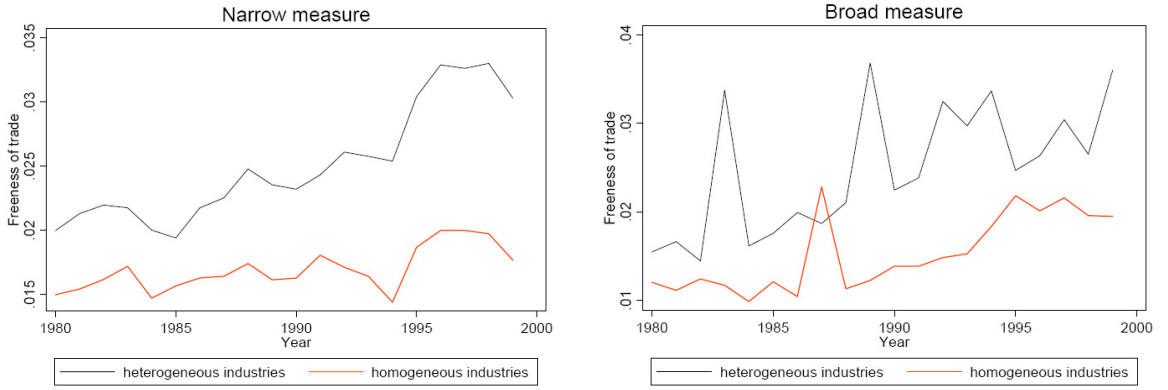 Narrow measure
Freeness of trade
.035
.03
.025
.02
.015
1980 1985 1990 1995 2000
Year
heterogeneous industries homogeneous industries
Broad measure
Freeness of trade
.04
.03
.02
.01
1980 1985 1990 1995 2000
Year
heterogeneous industries homogeneous industries